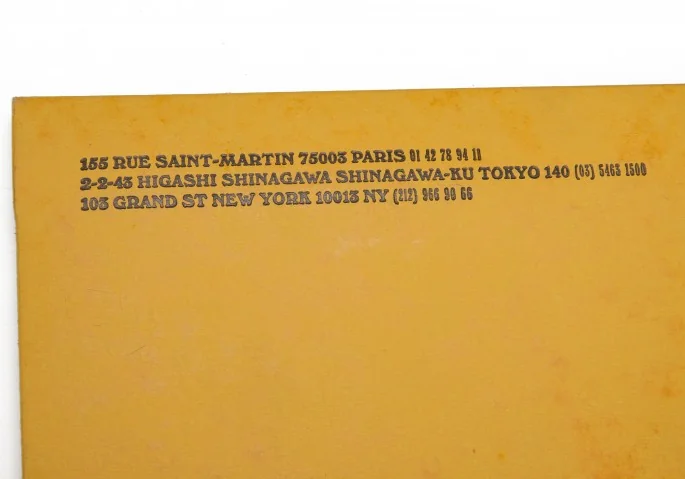 155 RUE SAINT-MARTIN 75003 PARIS 01 42 78 94 11
2-2-43 HIGASHI SHINAGAWA SHINAGAWA-KU TOKYO 140 (03) 5463 1500
103 GRAND ST NEW YORK 10013 NY (212) 966 90 66